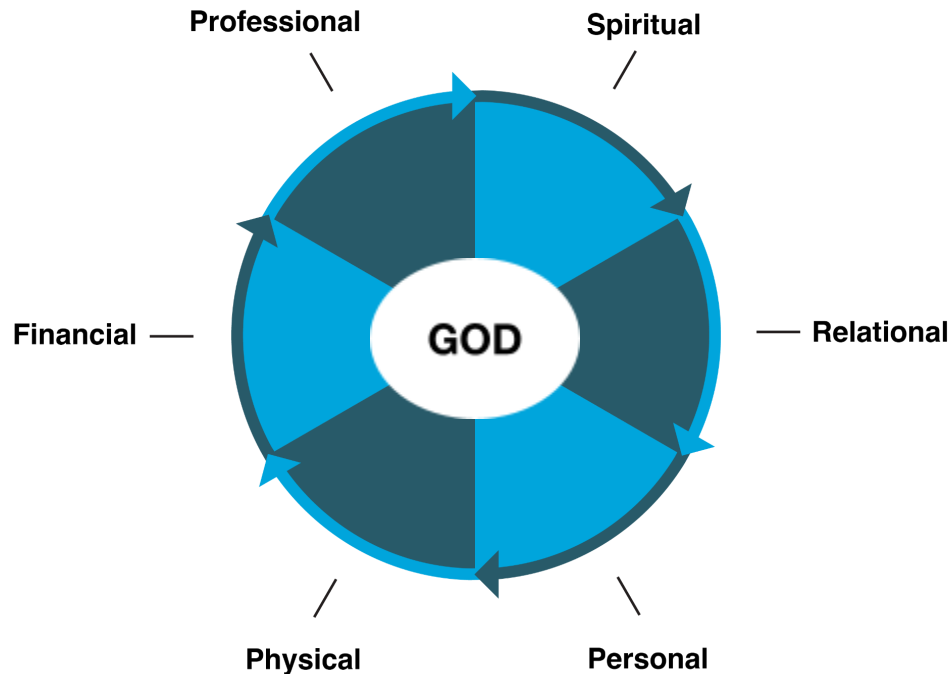 Professional
Spiritual
Financial
GOD
Relational
Physical
Personal